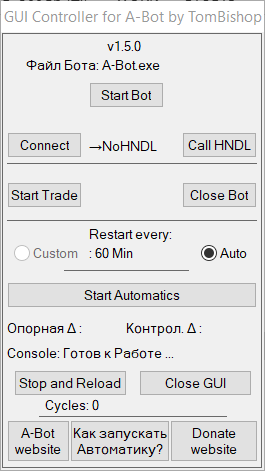 GUI Controller for A-Bot by TomBishop
v1.5.0
Файл Бота: A-Bot.exe
Start Bot
Connect →NoHNDL Call HNDL
Start Trade Close Bot
Restart every:
Custom : 60 Min Auto
Start Automatics
Опорная Δ : Контрол. Δ :
Console: Готов к Работе ...
Stop and Reload Close GUI
Cycles: 0
A-Bot website
Как запускать Автоматику?
Donate website